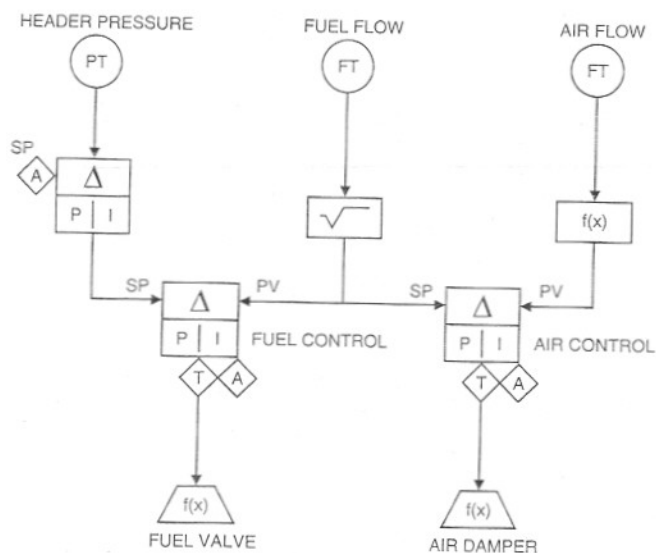 HEADER PRESSURE
FUEL FLOW
AIR FLOW
PT
FT
FT
SP
A
Δ
P I
√
f(x)
SP
PV
SP
PV
Δ
Δ
P I
FUEL CONTROL
P I
AIR CONTROL
T
A
T
A
f(x)
f(x)
FUEL VALVE
AIR DAMPER